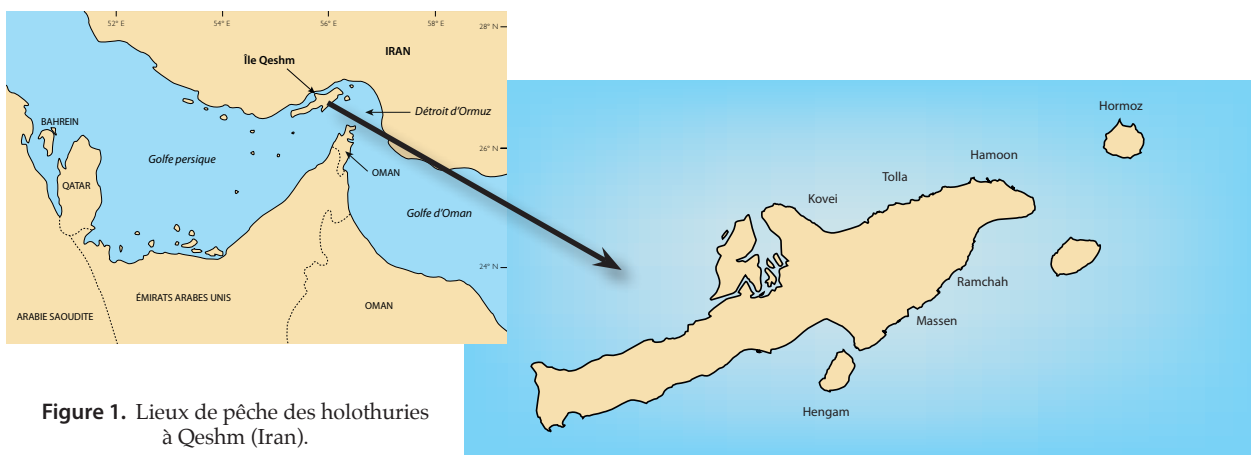 52° E
54° E
56° E
58° E
28° N
IRAN
Île Qeshm
Détroit d'Ormuz
BAHREIN
Golfe persique
26° N
QATAR
OMAN
Golfe d'Oman
24° N
ÉMIRATS ARABES UNIS
OMAN
ARABIE SAOUDITE
Hormoz
Hamoon
Tolla
Kovei
Ramchah
Massen
Hengam
Figure 1. Lieux de pêche des holothuries
à Qeshm (Iran).